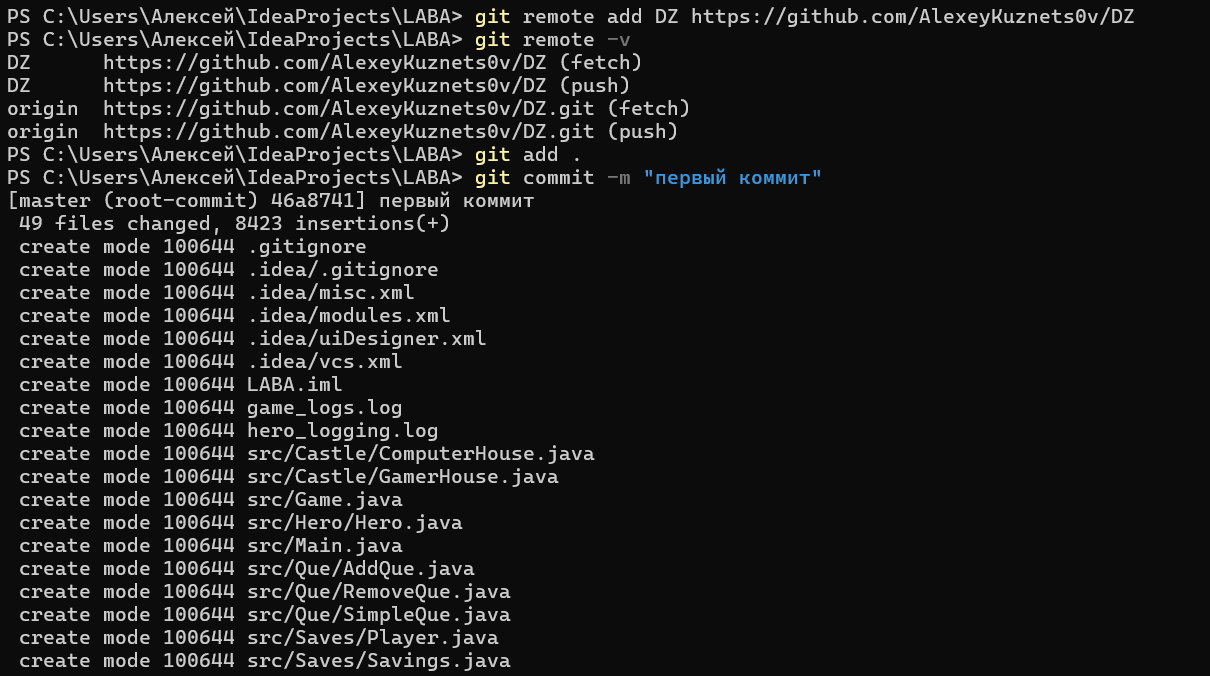 PS C:\Users\Алексей\IdeaProjects\LABA> git remote add DZ https://github.com/AlexeyKuznets0v/DZ
PS C:\Users\Алексей\IdeaProjects\LABA> git remote -v
DZ      https://github.com/AlexeyKuznets0v/DZ (fetch)
DZ      https://github.com/AlexeyKuznets0v/DZ (push)
origin  https://github.com/AlexeyKuznets0v/DZ.git (fetch)
origin  https://github.com/AlexeyKuznets0v/DZ.git (push)
PS C:\Users\Алексей\IdeaProjects\LABA> git add .
PS C:\Users\Алексей\IdeaProjects\LABA> git commit -m "первый коммит"
[master (root-commit) 46a8741] первый коммит
 49 files changed, 8423 insertions(+)
 create mode 100644 .gitignore
 create mode 100644 .idea/.gitignore
 create mode 100644 .idea/misc.xml
 create mode 100644 .idea/modules.xml
 create mode 100644 .idea/uiDesigner.xml
 create mode 100644 .idea/vcs.xml
 create mode 100644 LABA.iml
 create mode 100644 game_logs.log
 create mode 100644 hero_logging.log
 create mode 100644 src/Castle/ComputerHouse.java
 create mode 100644 src/Castle/GamerHouse.java
 create mode 100644 src/Game.java
 create mode 100644 src/Hero/Hero.java
 create mode 100644 src/Main.java
 create mode 100644 src/Que/AddQue.java
 create mode 100644 src/Que/RemoveQue.java
 create mode 100644 src/Que/SimpleQue.java
 create mode 100644 src/Saves/Player.java
 create mode 100644 src/Saves/Savings.java